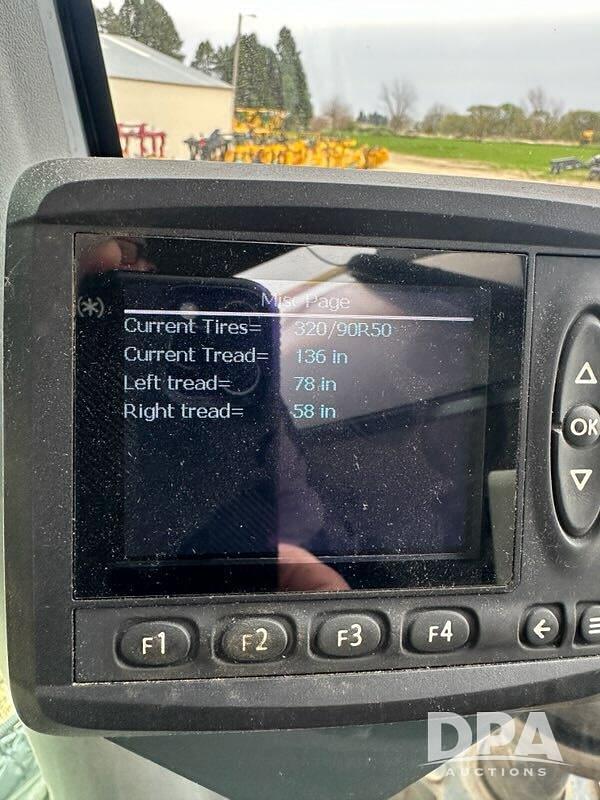 Misc Page
Current Tires= 320/90R50
Current Tread= 136 in
Left tread= 78 in
Right tread= 58 in
OK
F1 F2 F3 F4
DPA
AUCTIONS